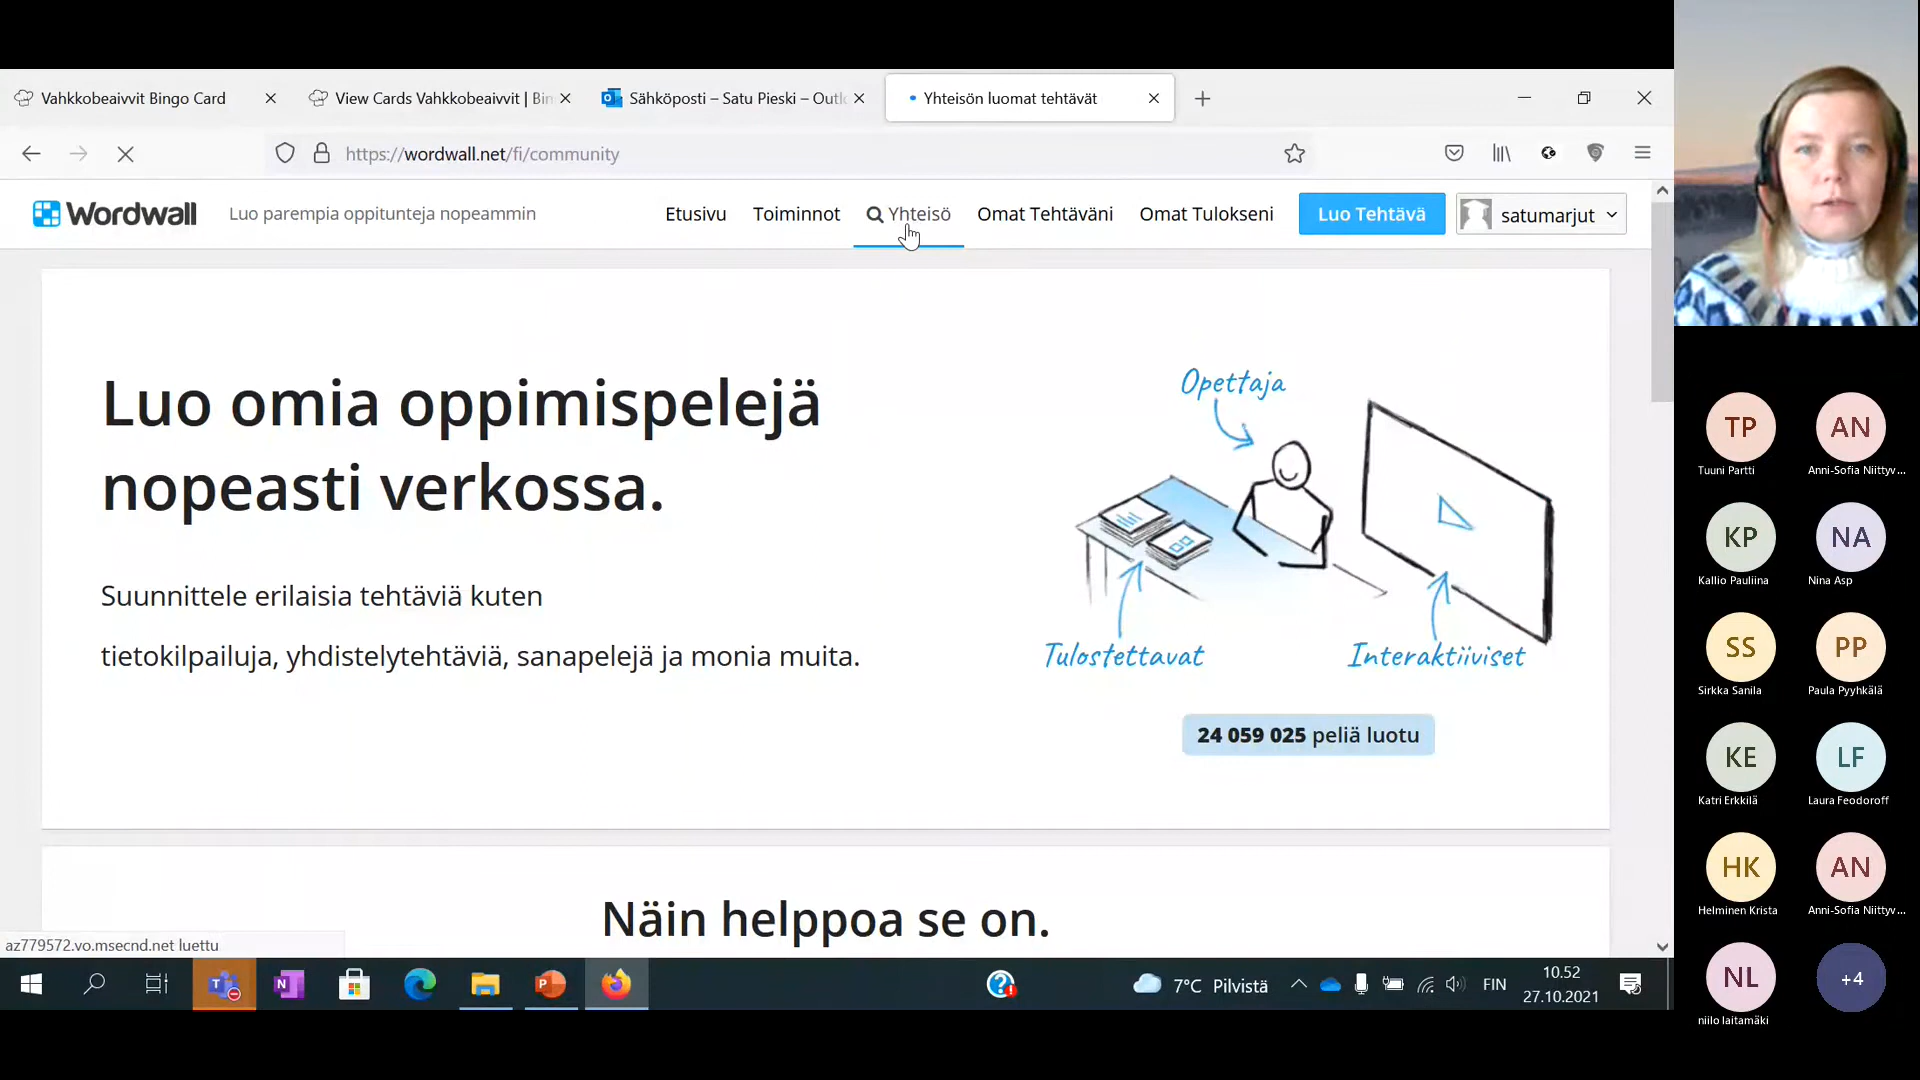 Vahkkobeaivvit Bingo Card
View Cards Vahkkobeaivvit | Bin
Sähköposti – Satu Pieski – Outlo
Yhteisön luomat tehtävät
https://wordwall.net/fi/community
Wordwall
Luo parempia oppitunteja nopeammin
Etusivu
Toiminnot
Yhteisö
Omat Tehtäväni
Omat Tulokseni
Luo Tehtävä
satumarjut
Luo omia oppimispelejä
nopeasti verkossa.
Suunnittele erilaisia tehtäviä kuten
tietokilpailuja, yhdistelytehtäviä, sanapelejä ja monia muita.
Opettaja
Tulostettavat
Interaktiiviset
24 059 025 peliä luotu
Näin helppoa se on.
az779572.vo.msecnd.net luettu
7°C Pilvistä
FIN
10.52
27.10.2021
TP
Tuuni Partti
AN
Anni-Sofia Niittyv...
KP
Kallio Pauliina
NA
Nina Asp
SS
Sirkka Sanila
PP
Paula Pyyhkälä
KE
Katri Erkkilä
LF
Laura Feodoroff
HK
Helminen Krista
AN
Anni-Sofia Niittyv...
NL
niilo laitamäki
+4